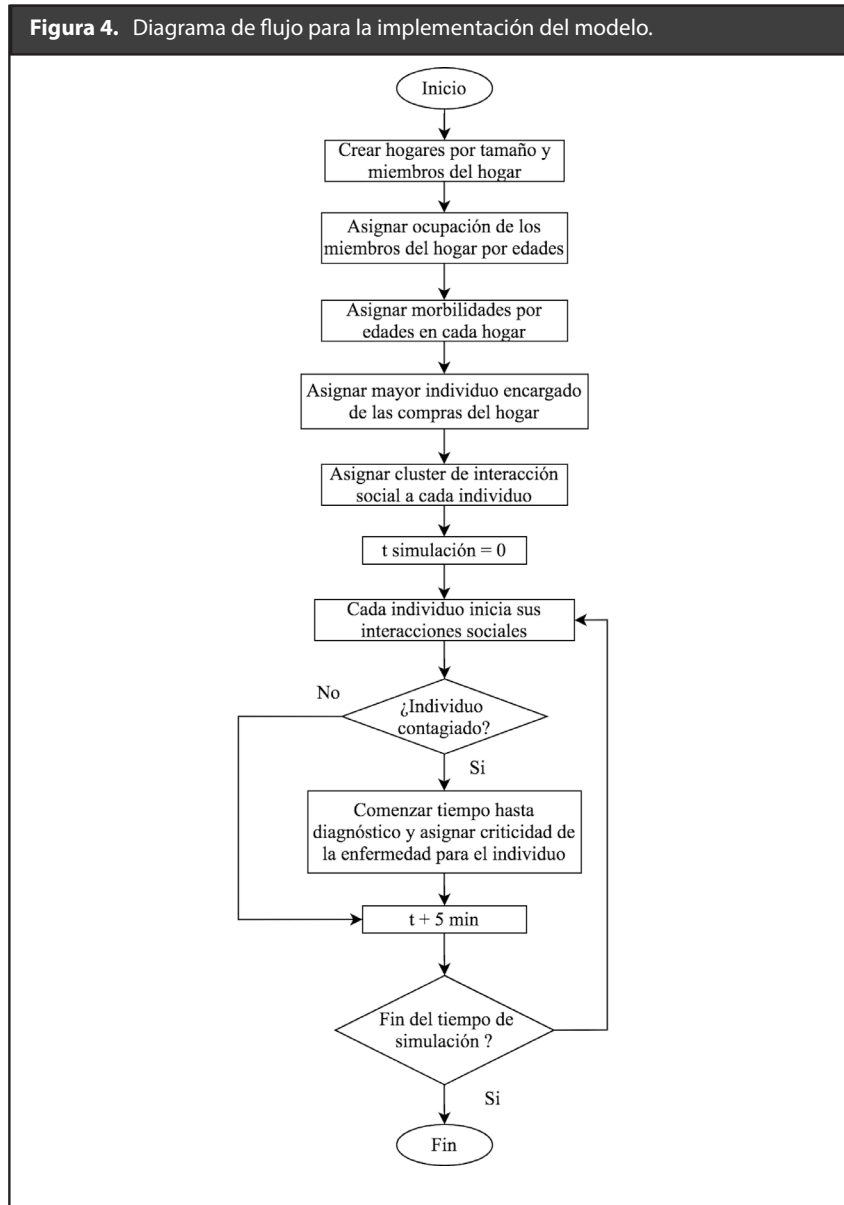 Figura 4. Diagrama de flujo para la implementación del modelo.
Inicio
Crear hogares por tamaño y
miembros del hogar
Asignar ocupación de los
miembros del hogar por edades
Asignar morbilidades por
edades en cada hogar
Asignar mayor individuo encargado
de las compras del hogar
Asignar cluster de interacción
social a cada individuo
t simulación = 0
Cada individuo inicia sus
interacciones sociales
No
¿Individuo
contagiado?
Si
Comenzar tiempo hasta
diagnóstico y asignar criticidad de
la enfermedad para el individuo
t + 5 min
Fin del tiempo de
simulación ?
Si
Fin